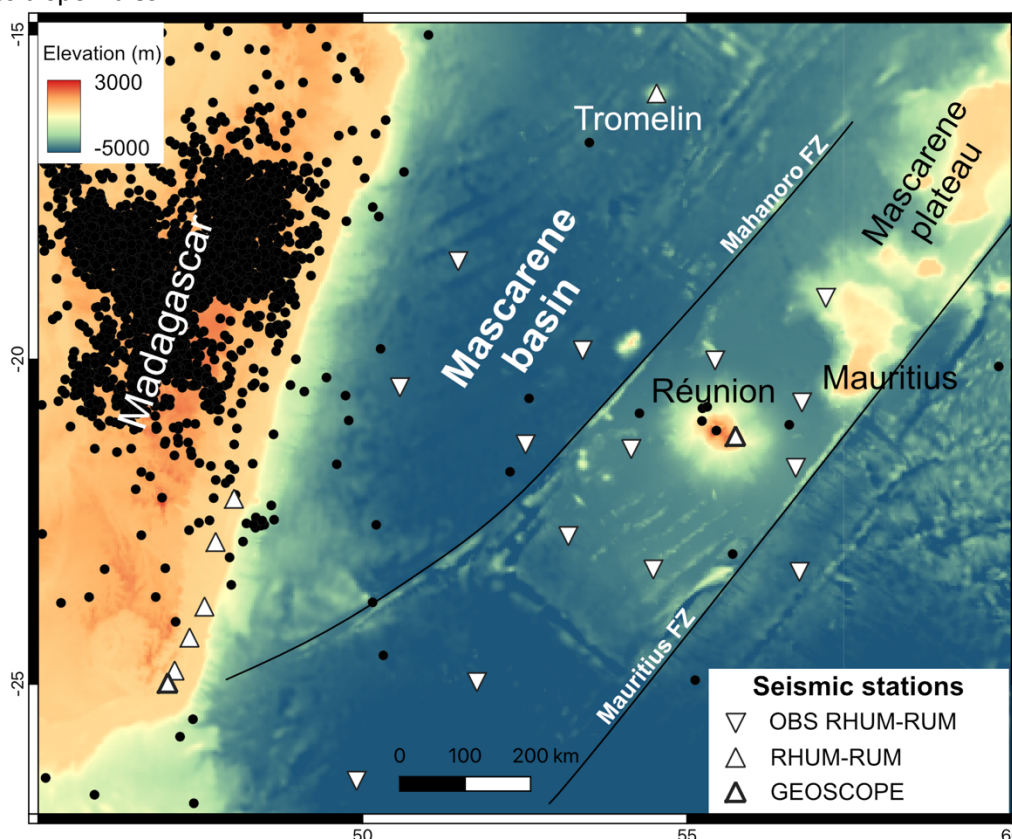 -15
Elevation (m)
3000
-5000
Tromelin
Mahanoro FZ
Mascarene
plateau
Madagascar
Mascarene
basin
-20
Réunion
Mauritius
Mauritius FZ
-25
Seismic stations
OBS RHUM-RUM
RHUM-RUM
GEOSCOPE
0 100 200 km
50 55